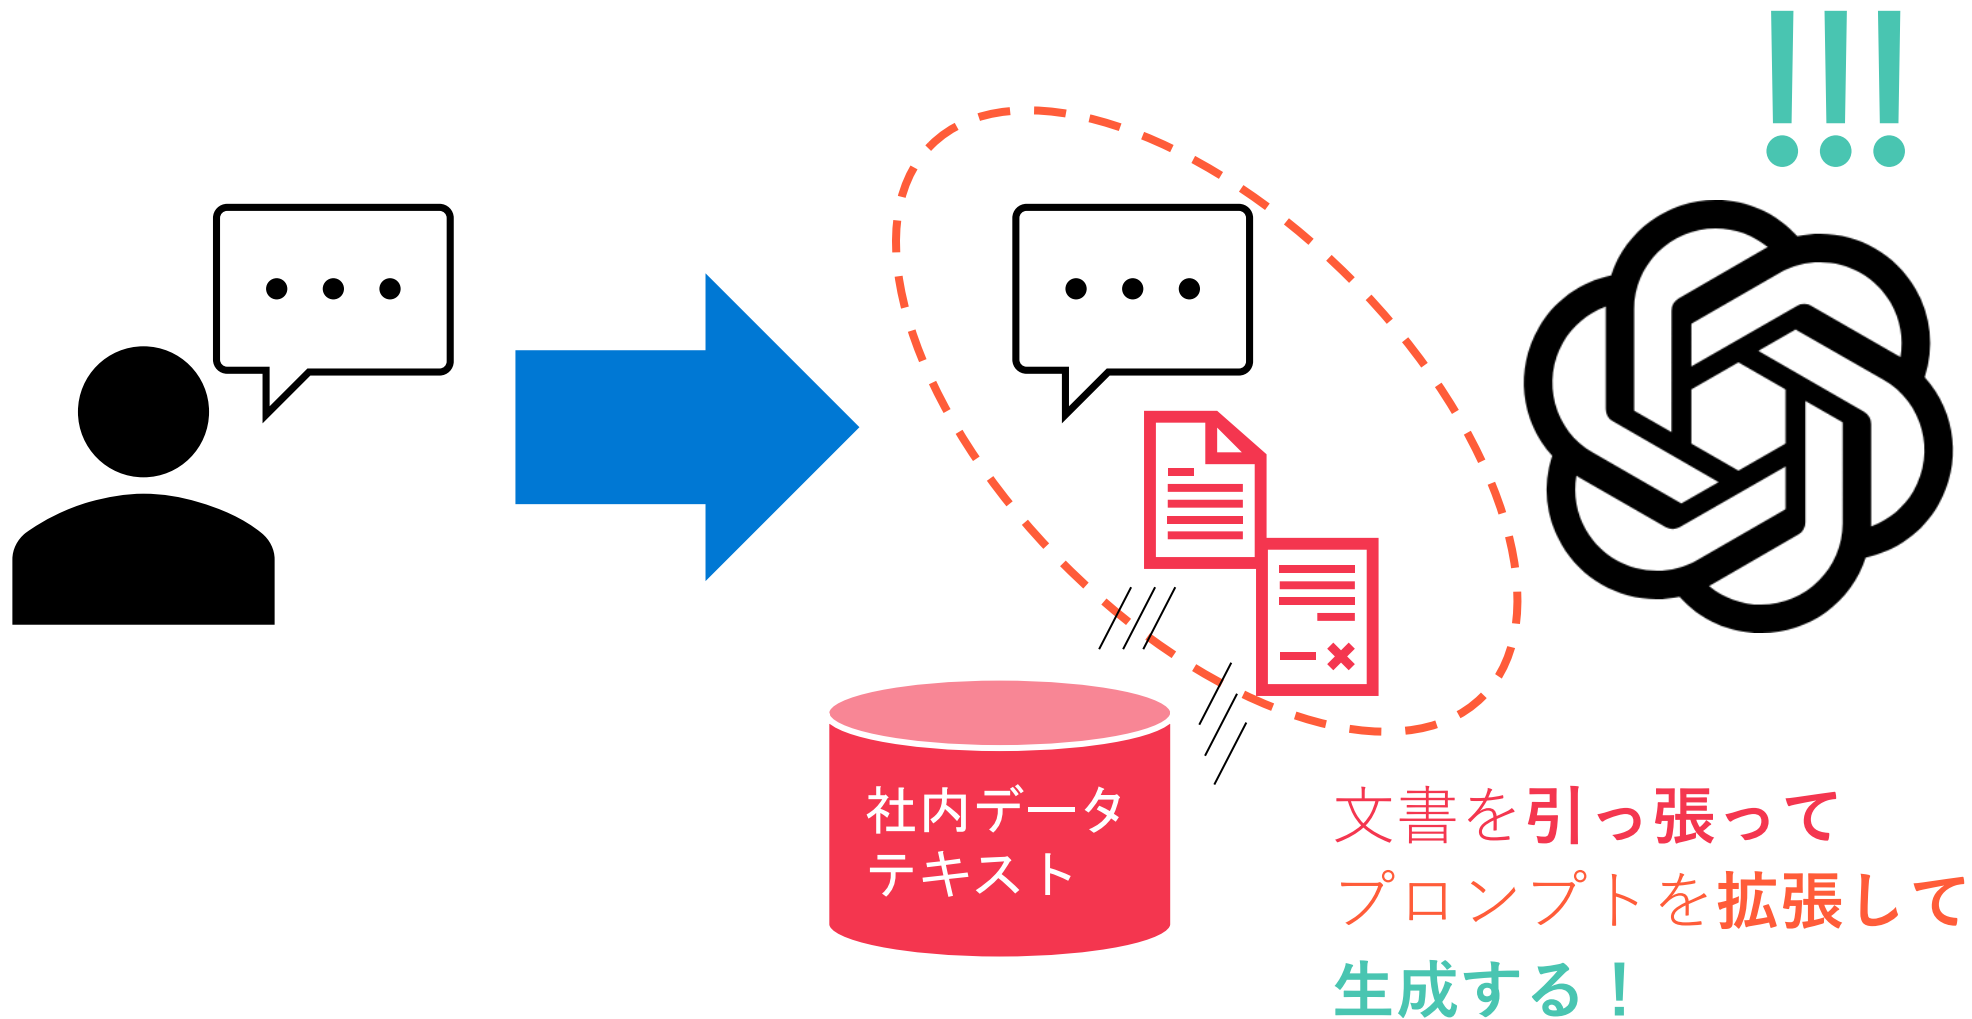 !!!
社内データ
テキスト
文書を引っ張って
プロンプトを拡張して
生成する！